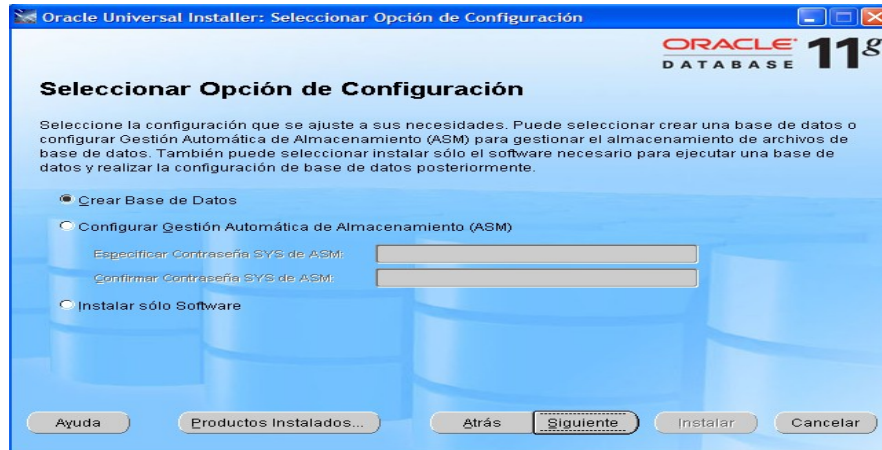 Oracle Universal Installer: Seleccionar Opción de Configuración
ORACLE
DATABASE 11g
Seleccionar Opción de Configuración
Seleccione la configuración que se ajuste a sus necesidades. Puede seleccionar crear una base de datos o
configurar Gestión Automática de Almacenamiento (ASM) para gestionar el almacenamiento de archivos de
base de datos. También puede seleccionar instalar sólo el software necesario para ejecutar una base de
datos y realizar la configuración de base de datos posteriormente.
Crear Base de Datos
Configurar Gestión Automática de Almacenamiento (ASM)
Especificar Contraseña SYS de ASM:
Confirmar Contraseña SYS de ASM:
Instalar sólo Software
Ayuda Productos Instalados... Atrás Siguiente Instalar Cancelar